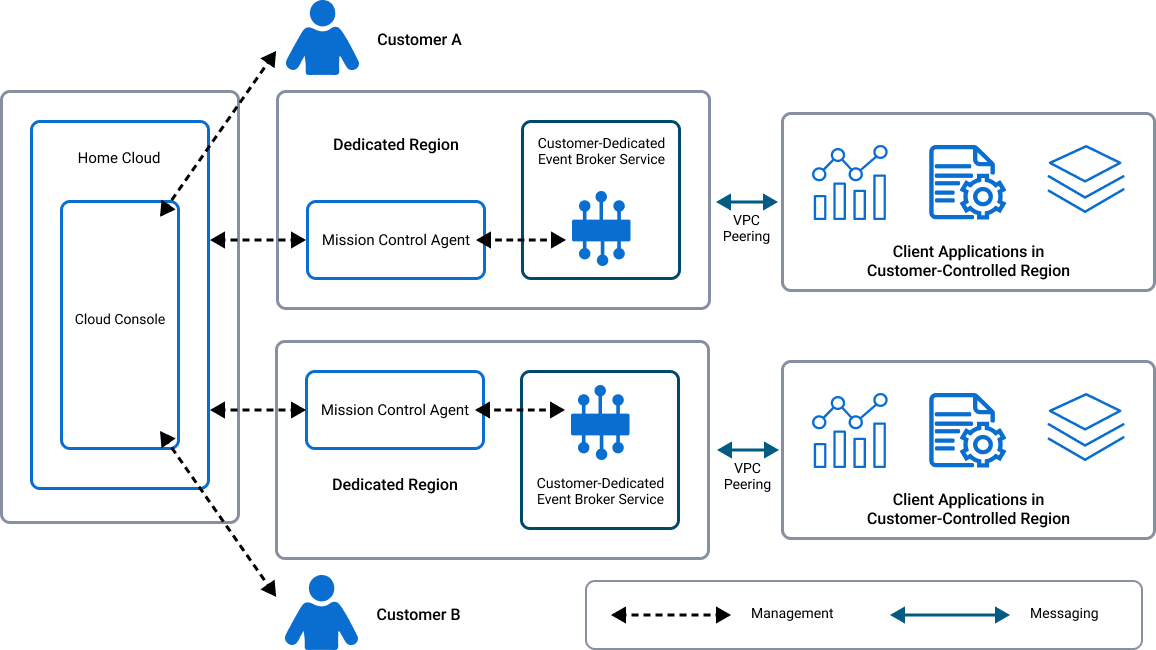 Customer A
Home Cloud
Cloud Console
Dedicated Region
Customer-Dedicated
Event Broker Service
Mission Control Agent
VPC
Peering
Client Applications in
Customer-Controlled Region
Mission Control Agent
Dedicated Region
Customer-Dedicated
Event Broker Service
VPC
Peering
Client Applications in
Customer-Controlled Region
Customer B
Management
Messaging